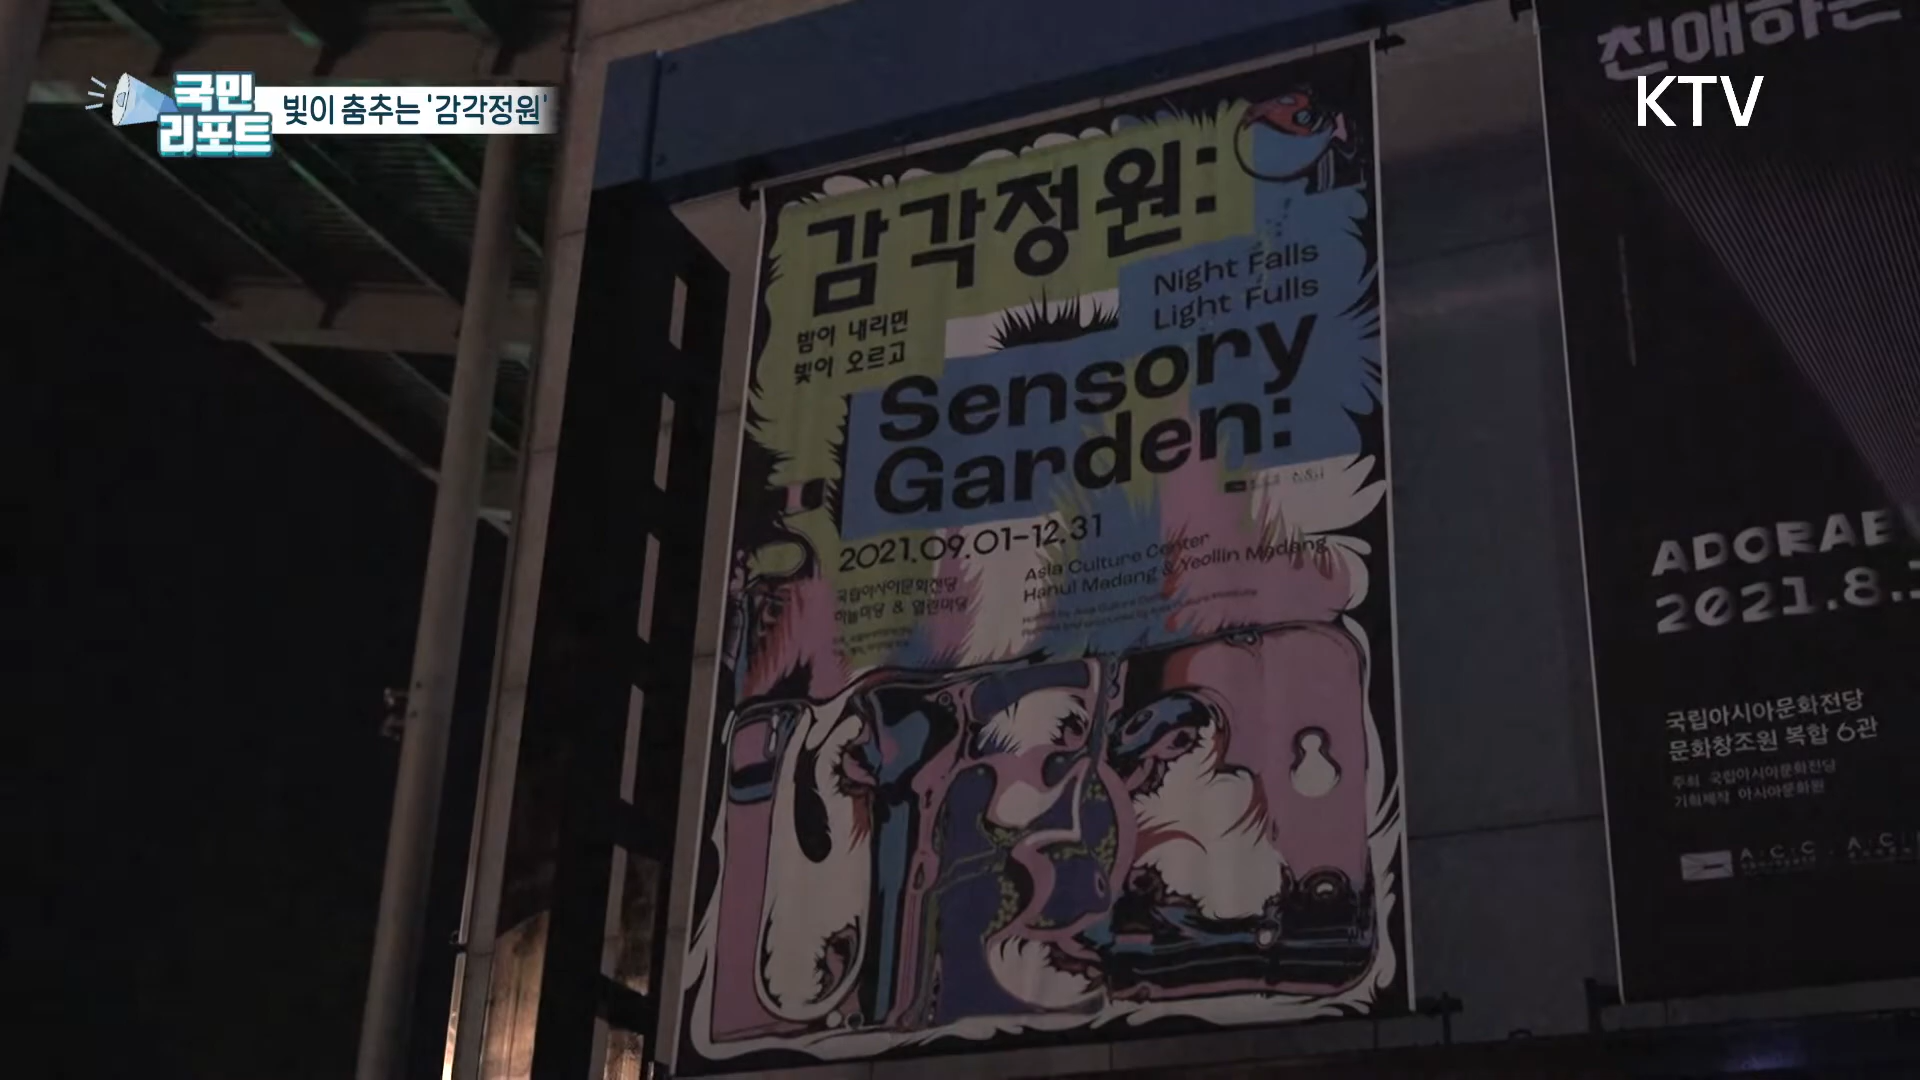 국민
리포트
빛이 춤추는 '감각정원'
KTV
감각정원:
밤이 내리면
빛이 오르고
Night Falls
Light Fulls
Sensory
Garden:
2021.09.01-12.31
국립아시아문화전당
하늘마당 & 열린마당
Asia Culture Center
Hanul Madang & Yeollin Madang
친애하는
ADORAB
2021.8.
국립아시아문화전당
문화창조원 복합 6관
주최 국립아시아문화전당
기획제작 아시아문화원